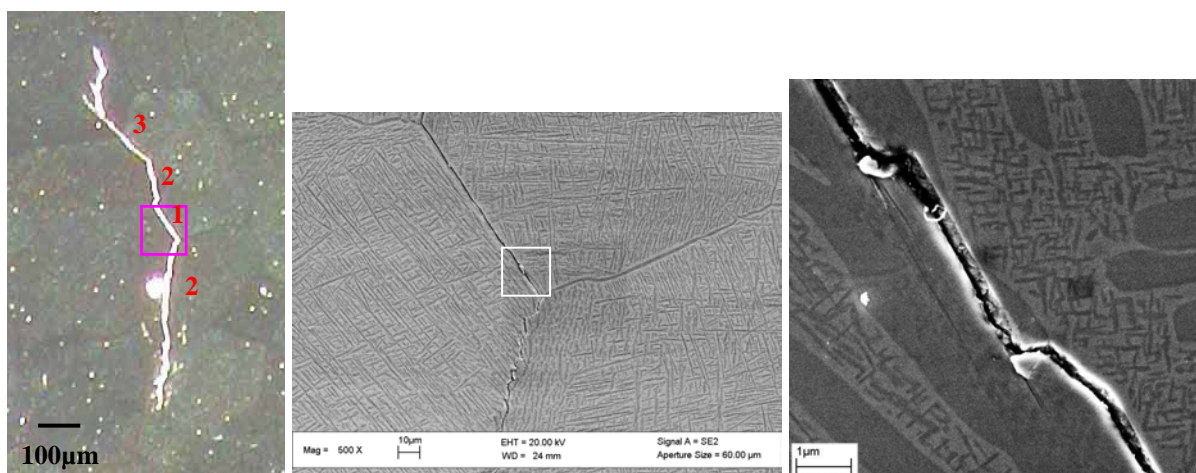 3
2
1
2
100µm
Mag = 500 X
10µm
EHT = 20.00 kV
WD = 24 mm
Signal A = SE2
Aperture Size = 60.00 µm
1µm